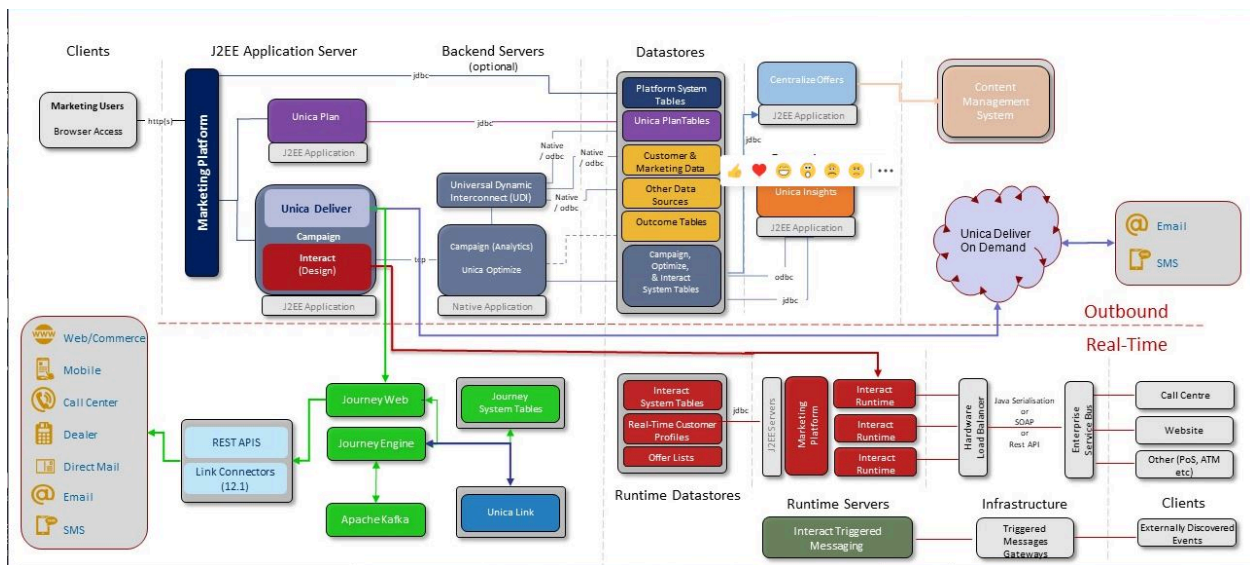 Clients
J2EE Application Server
Backend Servers
(optional)
Datastores
Marketing Users
Browser Access
http(s)
Marketing Platform
jdbc
Unica Plan
J2EE Application
jdbc
Unica Deliver
Campaign
Interact
(Design)
J2EE Application
tcp
Universal Dynamic
Interconnect (UDI)
Campaign (Analytics)
Unica Optimize
Native Application
Native
/ odbc
Native
/ odbc
Platform System
Tables
Unica PlanTables
Customer &
Marketing Data
Other Data
Sources
Outcome Tables
Campaign,
Optimize,
& Interact
System Tables
Centralize Offers
J2EE Application
jdbc
Unica Insights
J2EE Application
odbc
jdbc
Content
Management
System
Unica Deliver
On Demand
Email
SMS
Outbound
Real-Time
www
Web/Commerce
Mobile
Call Center
Dealer
Direct Mail
Email
SMS
REST APIS
Link Connectors
(12.1)
Journey Web
Journey Engine
Apache Kafka
Journey
System Tables
Unica Link
Interact
System Tables
Real-Time Customer
Profiles
Offer Lists
Runtime Datastores
jdbc
J2EE Servers
Marketing
Platform
Interact
Runtime
Interact
Runtime
Interact
Runtime
Runtime Servers
Interact Triggered
Messaging
Hardware
Load Balancer
Java Serialisation
or
SOAP
or
Rest API
Enterprise
Service Bus
Infrastructure
Triggered
Messages
Gateways
Call Centre
Website
Other (PoS, ATM
etc)
Clients
Externally Discovered
Events